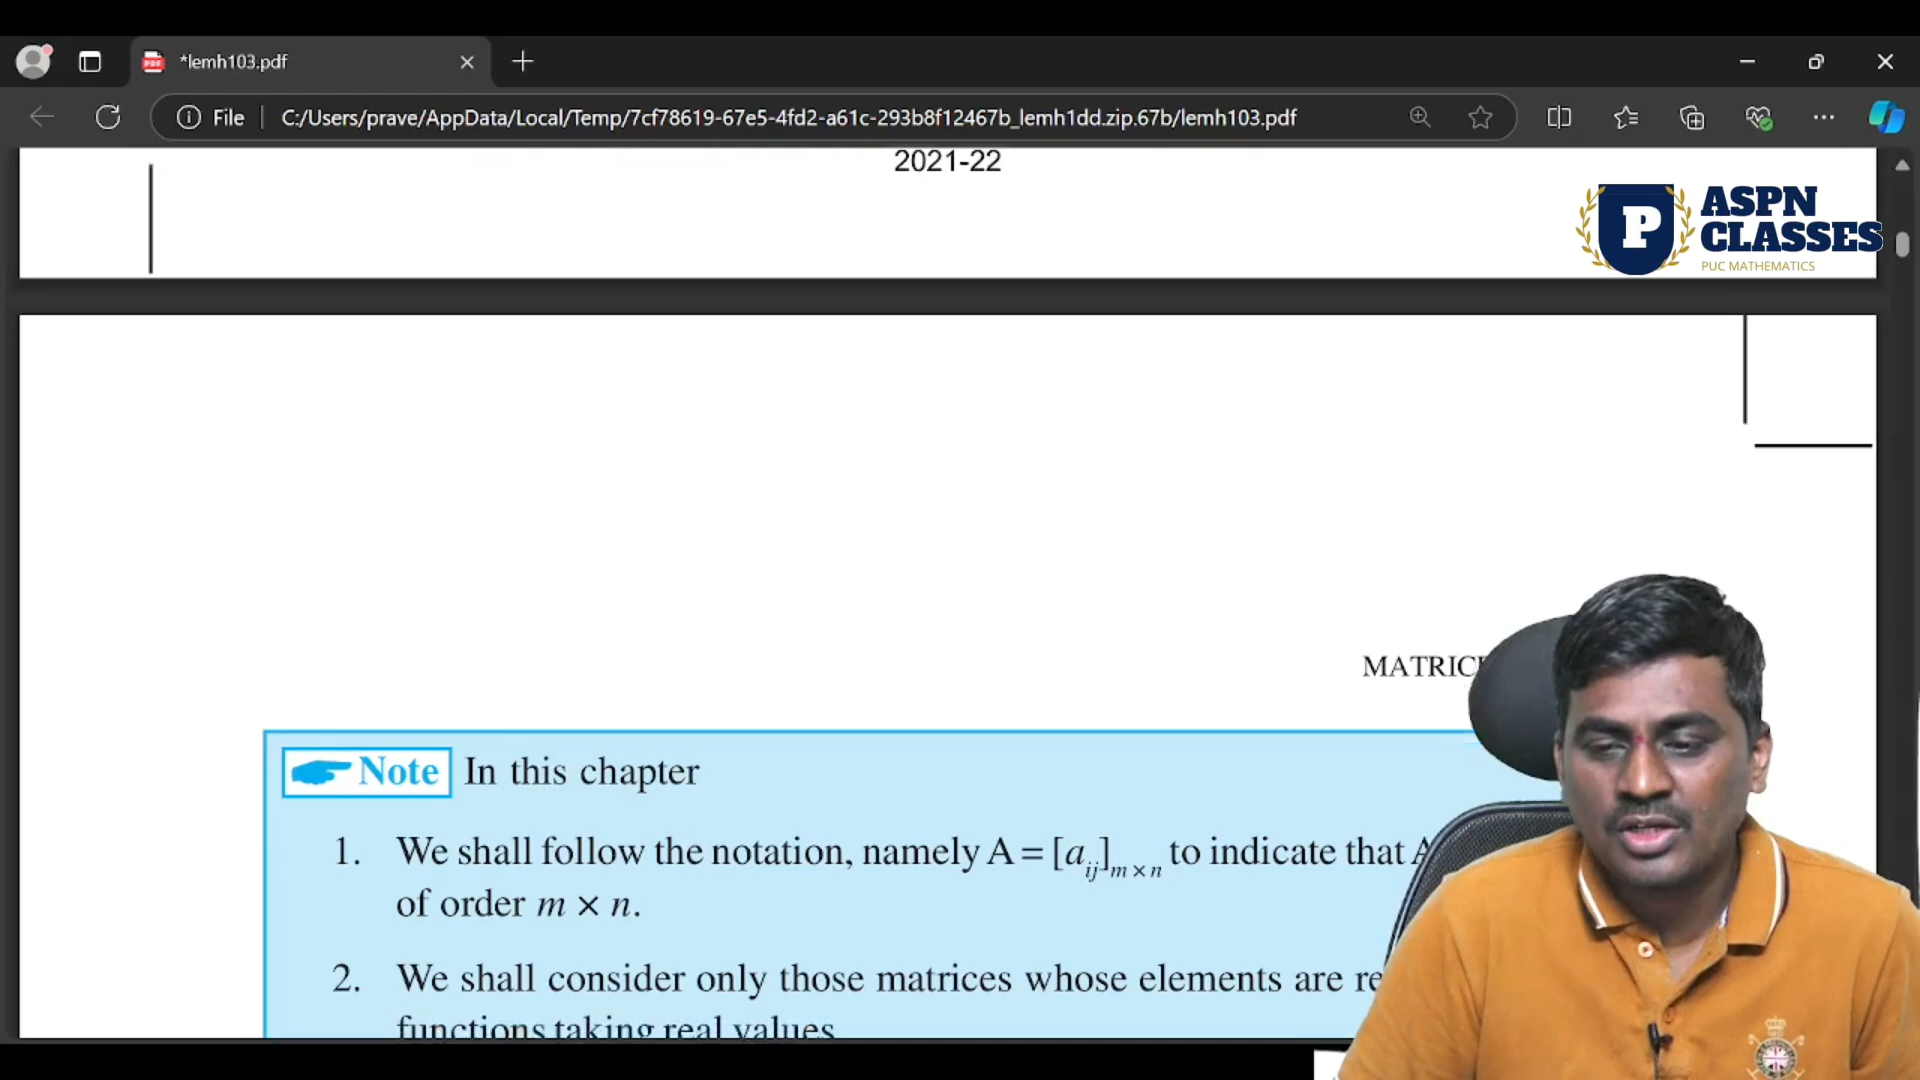 *lemh103.pdf
File
C:/Users/prave/AppData/Local/Temp/7cf78619-67e5-4fd2-a61c-293b8f12467b_lemh1dd.zip.67b/lemh103.pdf
2021-22
P
ASPN
CLASSES
PUC MATHEMATICS
Note In this chapter
1. We shall follow the notation, namely A = [a_ij]_m × n to indicate that A
of order m × n.
2. We shall consider only those matrices whose elements are
functions taking real values